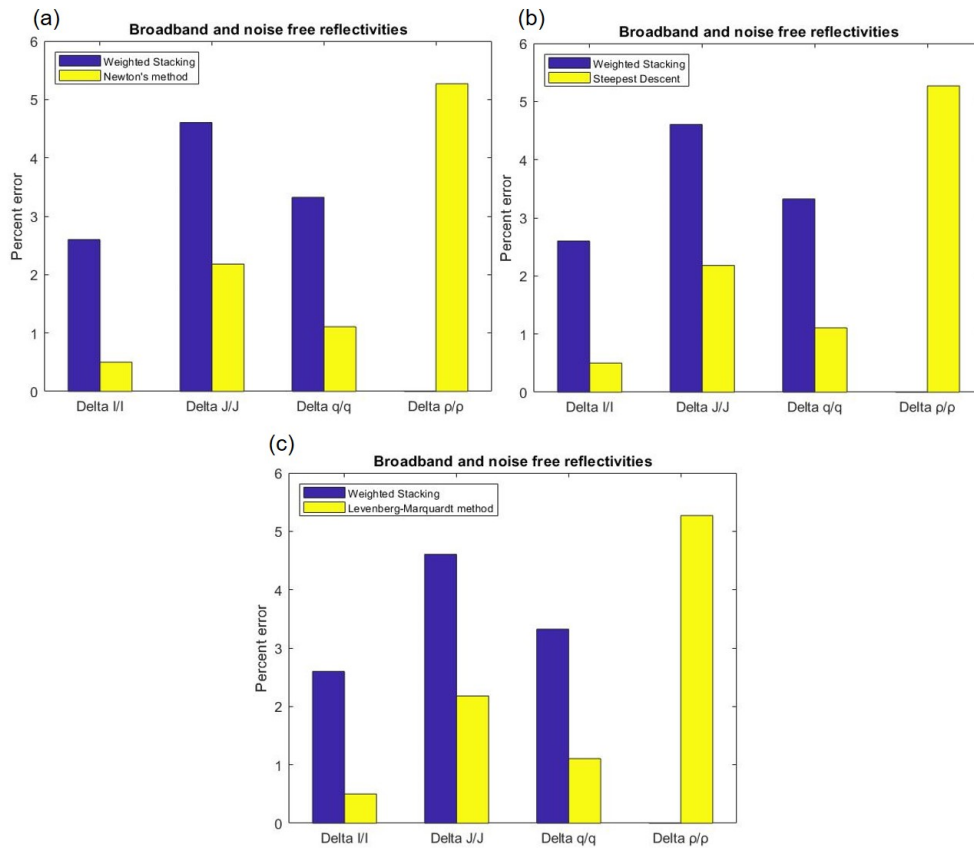 (a)
Broadband and noise free reflectivities
6
5
4
3
2
1
0
Percent error
Weighted Stacking
Newton's method
Delta I/I Delta J/J Delta q/q Delta ρ/ρ
(b)
Broadband and noise free reflectivities
6
5
4
3
2
1
0
Percent error
Weighted Stacking
Steepest Descent
Delta I/I Delta J/J Delta q/q Delta ρ/ρ
(c)
Broadband and noise free reflectivities
6
5
4
3
2
1
0
Percent error
Weighted Stacking
Levenberg-Marquardt method
Delta I/I Delta J/J Delta q/q Delta ρ/ρ